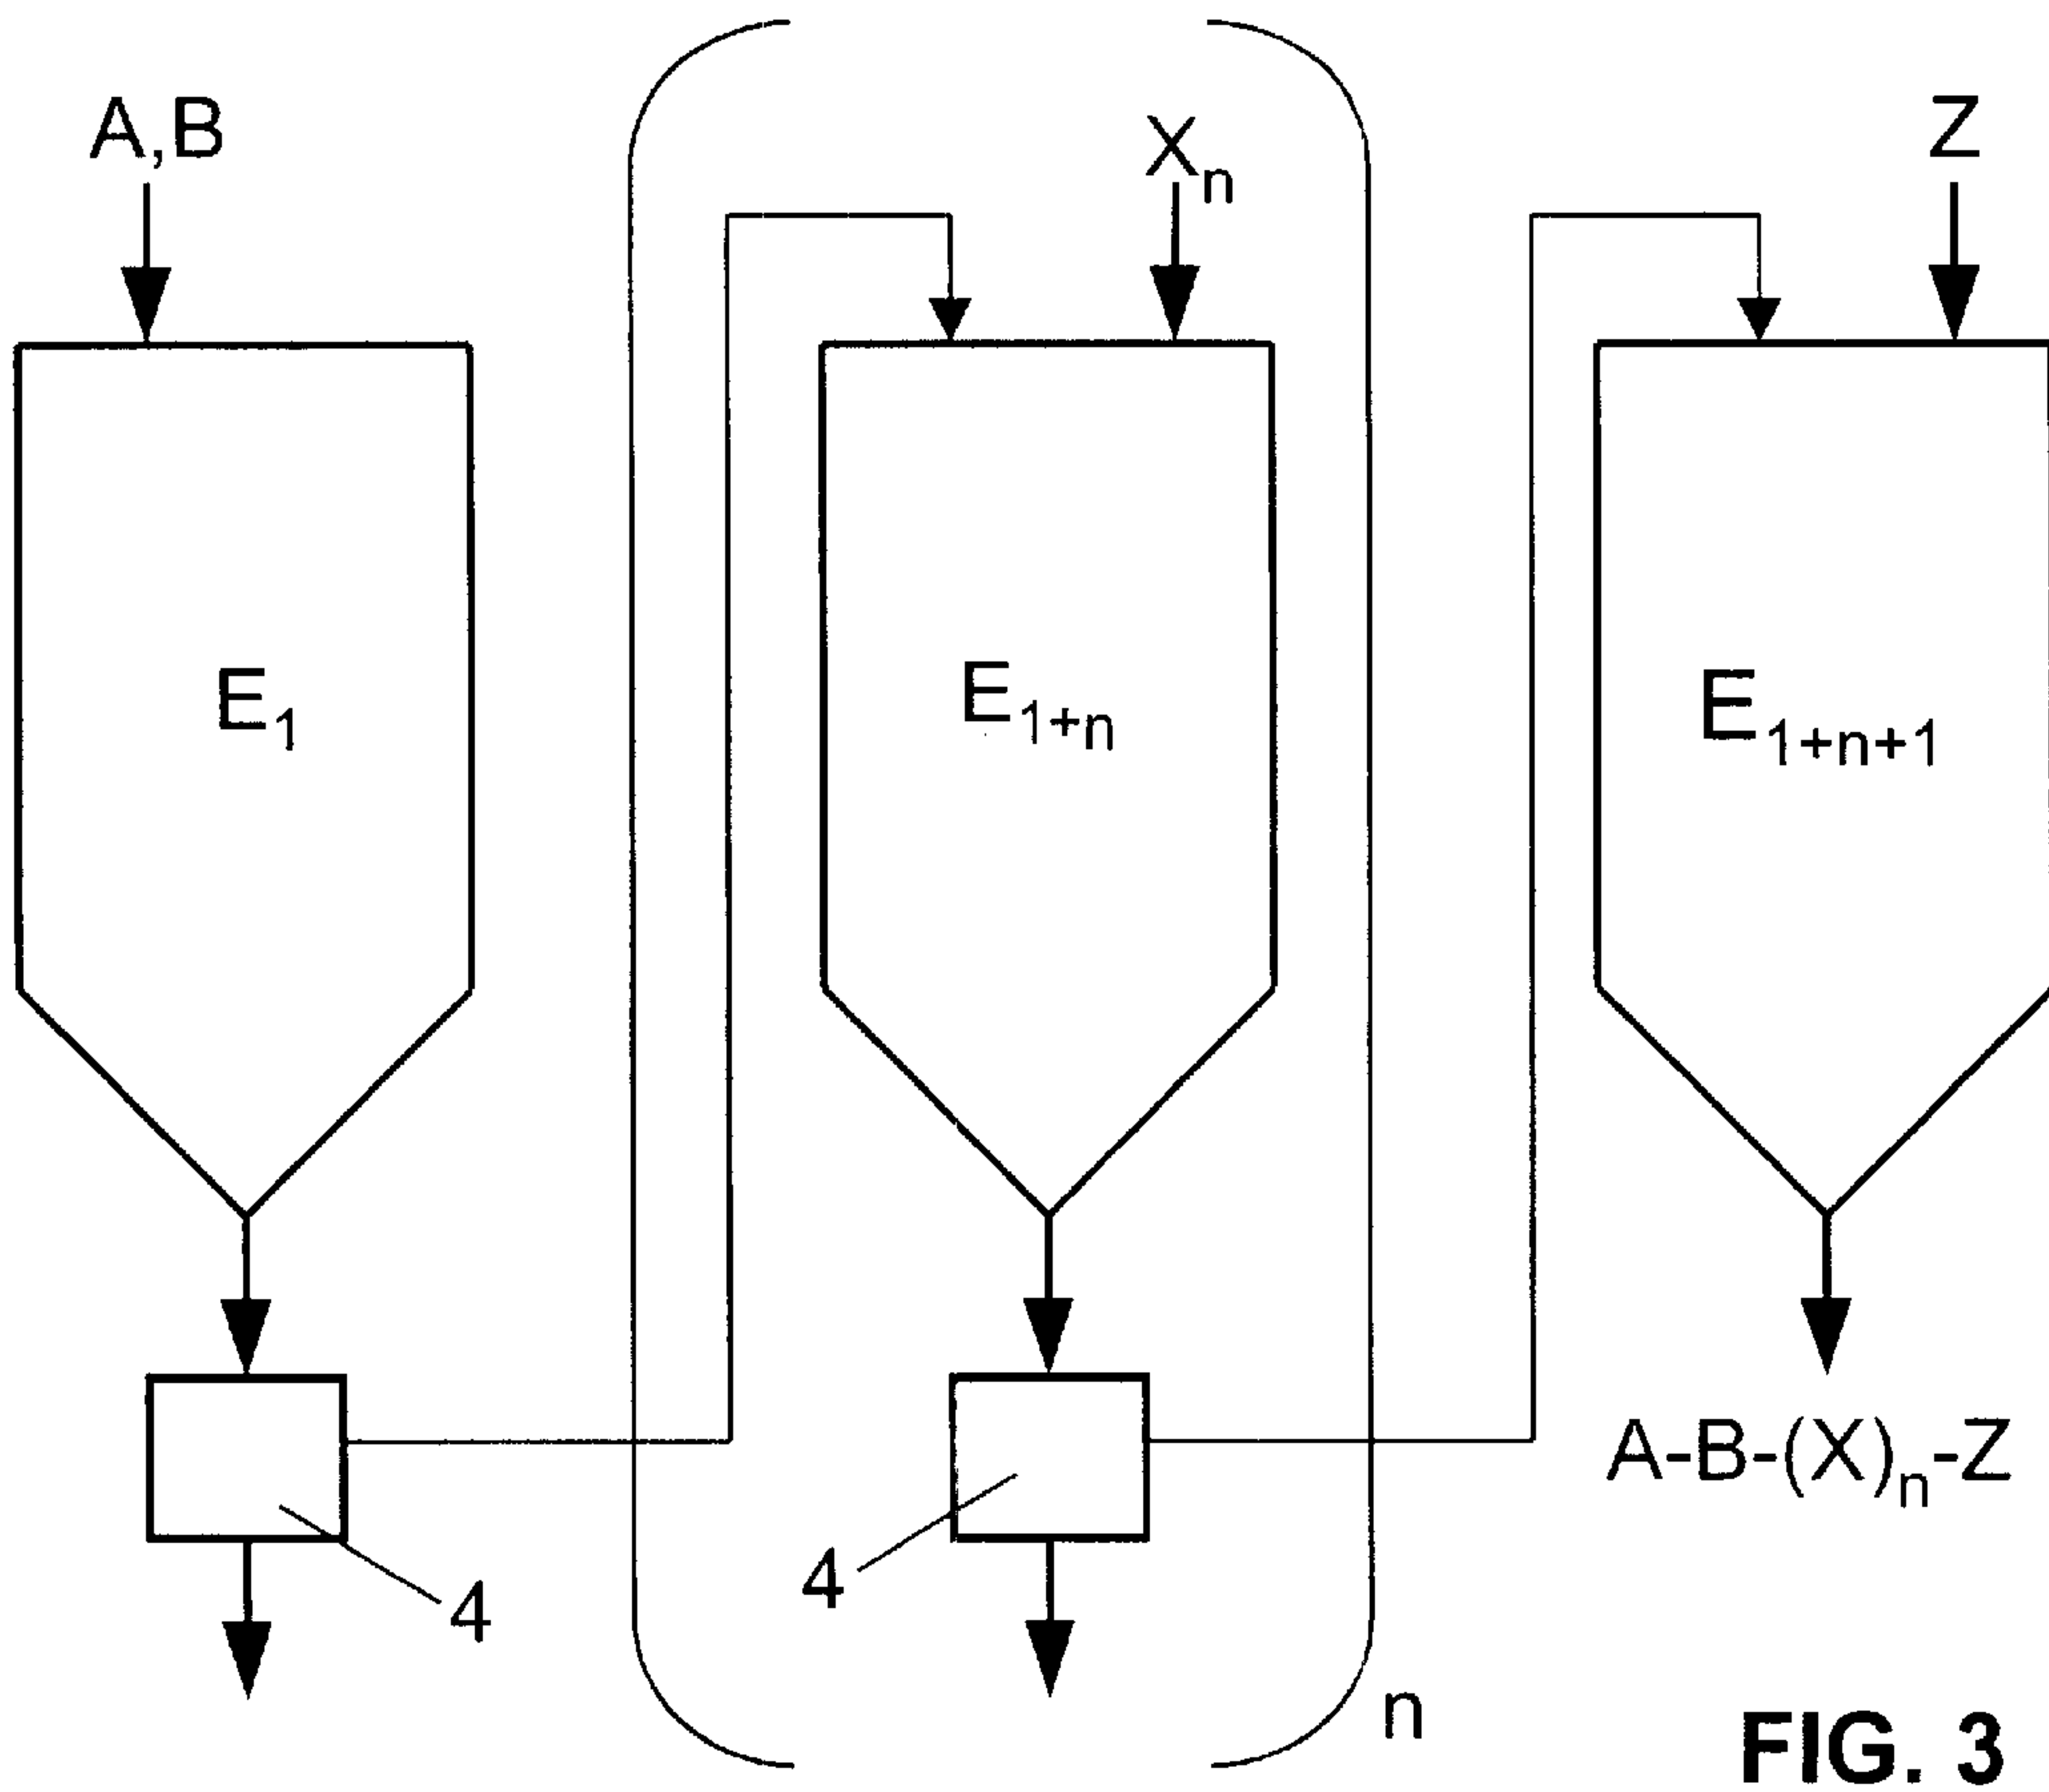 A,B
Xn
Z
E1
E1+n
E1+n+1
A-B-(X)n-Z
4
4
n
FIG. 3